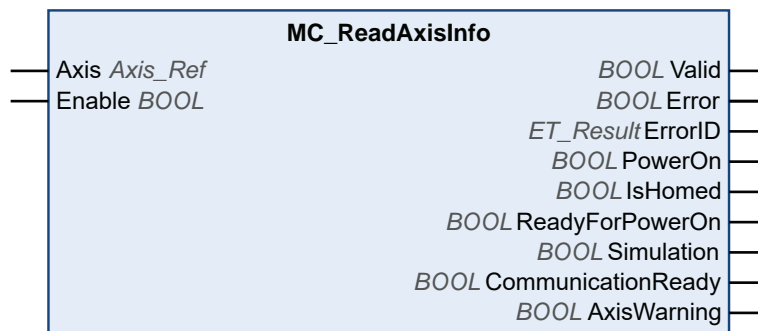 MC_ReadAxisInfo
Axis Axis_Ref BOOL Valid
Enable BOOL BOOL Error
ET_Result ErrorID
BOOL PowerOn
BOOL IsHomed
BOOL ReadyForPowerOn
BOOL Simulation
BOOL CommunicationReady
BOOL AxisWarning